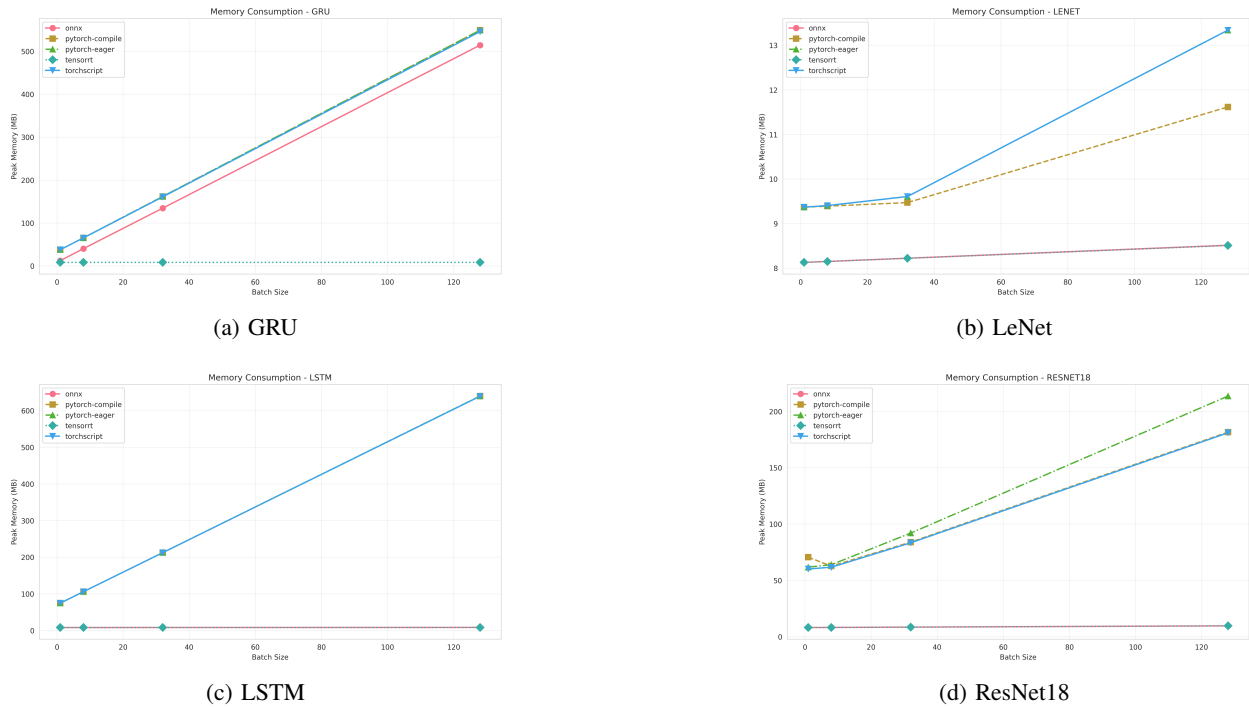 Memory Consumption - GRU
onnx
pytorch-compile
pytorch-eager
tensorrt
torchscript
Peak Memory (MB)
500
400
300
200
100
0
0 20 40 60 80 100 120
Batch Size
(a) GRU
Memory Consumption - LENET
onnx
pytorch-compile
pytorch-eager
tensorrt
torchscript
Peak Memory (MB)
13
12
11
10
9
8
0 20 40 60 80 100 120
Batch Size
(b) LeNet
Memory Consumption - LSTM
onnx
pytorch-compile
pytorch-eager
tensorrt
torchscript
Peak Memory (MB)
600
500
400
300
200
100
0
0 20 40 60 80 100 120
Batch Size
(c) LSTM
Memory Consumption - RESNET18
onnx
pytorch-compile
pytorch-eager
tensorrt
torchscript
Peak Memory (MB)
200
150
100
50
0
0 20 40 60 80 100 120
Batch Size
(d) ResNet18